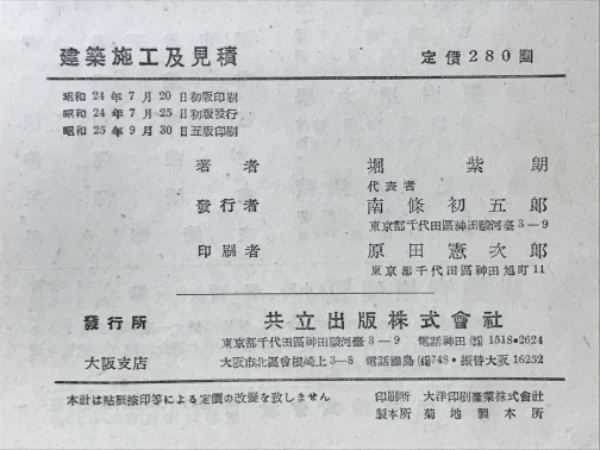 建築施工及見積 定價280圓
昭和24年7月20日初版印刷
昭和24年7月25日初版發行
昭和25年9月30日五版印刷
著者 堀紫朗
代表者
發行者 南條初五郎
東京都千代田區神田駿河臺3-9
印刷者 原田憲次郎
東京都千代田區神田旭町11
發行所 共立出版株式會社
東京都千代田區神田駿河臺3-9 電話神田 1518・2624
大阪支店 大阪市北區曾根崎上3-8 電話福島 748・振替大阪16252
本社は貼紙捺印等による定價の改變を致しません 印刷所 大洋印刷產業株式會社
製本所 菊地製本所